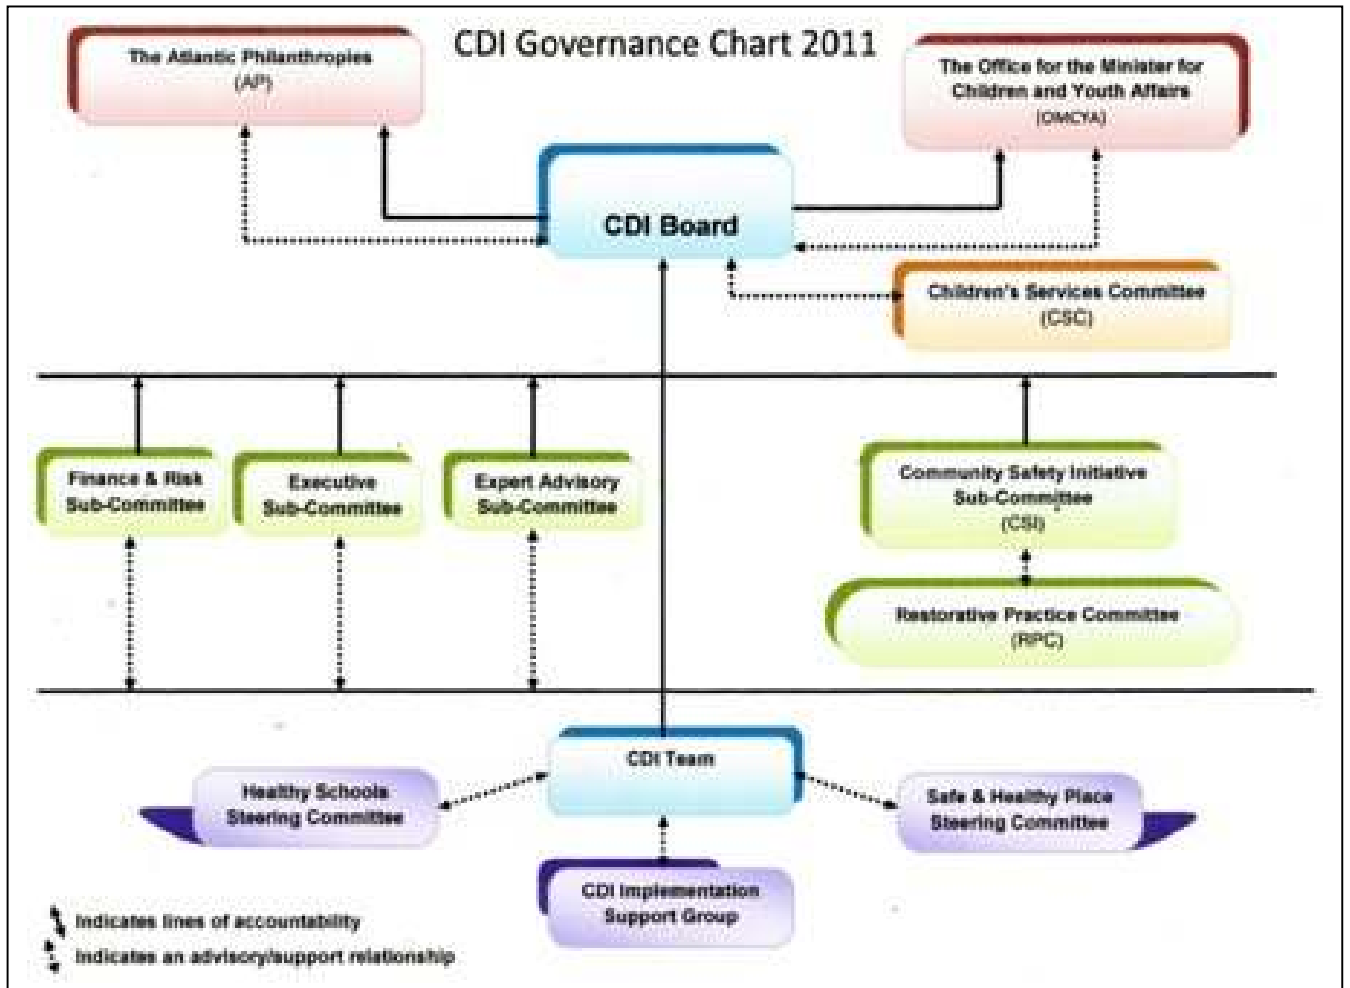 CDI Governance Chart 2011
The Atlantic Philanthropies
(AP)
The Office for the Minister for
Children and Youth Affairs
(OMCYA)
CDI Board
Children's Services Committee
(CSC)
Finance & Risk
Sub-Committee
Executive
Sub-Committee
Expert Advisory
Sub-Committee
Community Safety Initiative
Sub-Committee
(CSI)
Restorative Practice Committee
(RPC)
CDI Team
Healthy Schools
Steering Committee
Safe & Healthy Place
Steering Committee
CDI Implementation
Support Group
Indicates lines of accountability
Indicates an advisory/support relationship